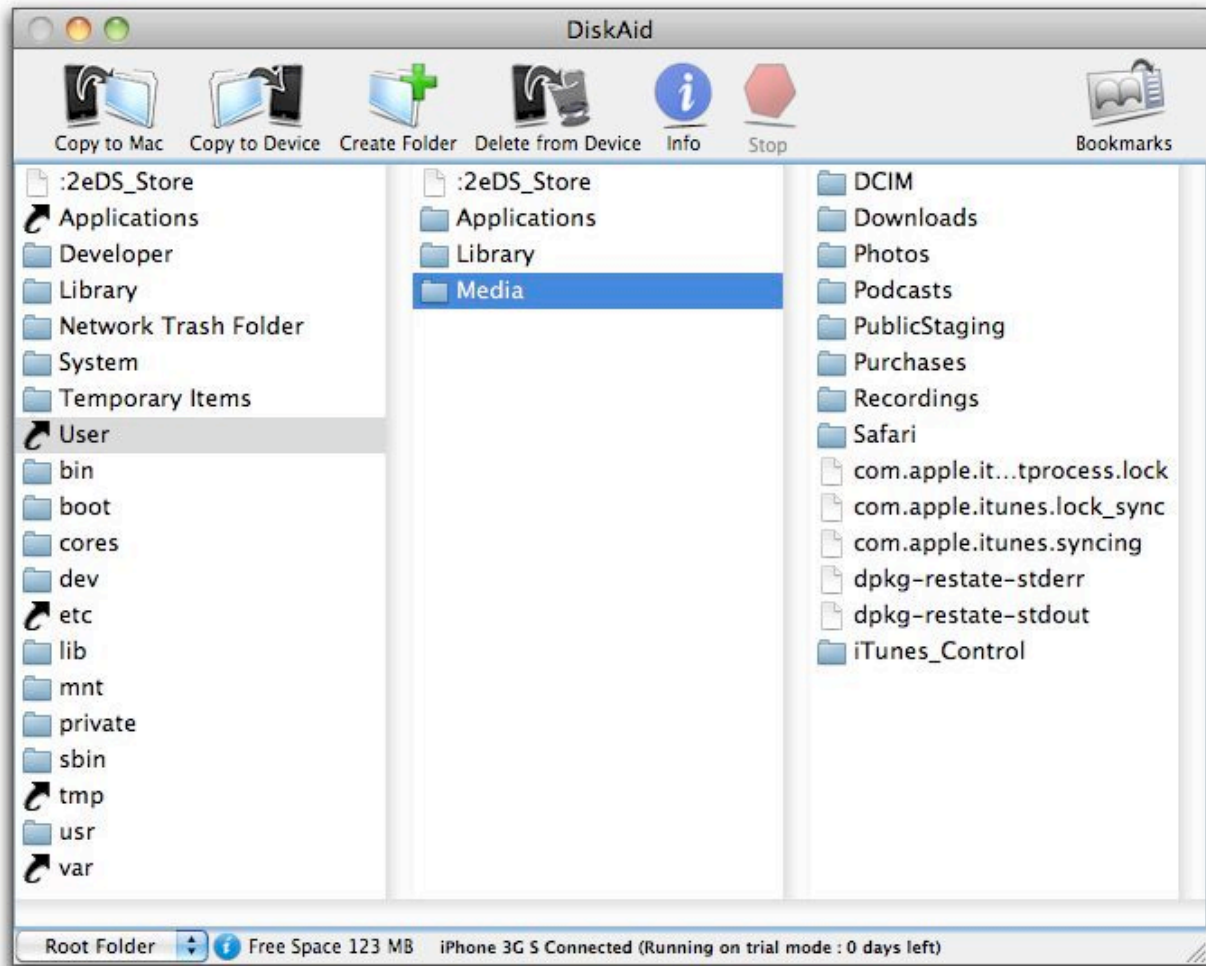 DiskAid
Copy to Mac
Copy to Device
Create Folder
Delete from Device
Info
Stop
Bookmarks
:2eDS_Store
Applications
Developer
Library
Network Trash Folder
System
Temporary Items
User
bin
boot
cores
dev
etc
lib
mnt
private
sbin
tmp
usr
var
:2eDS_Store
Applications
Library
Media
DCIM
Downloads
Photos
Podcasts
PublicStaging
Purchases
Recordings
Safari
com.apple.it...tprocess.lock
com.apple.itunes.lock_sync
com.apple.itunes.syncing
dpkg-restate-stderr
dpkg-restate-stdout
iTunes_Control
Root Folder
Free Space 123 MB
iPhone 3G S Connected (Running on trial mode : 0 days left)